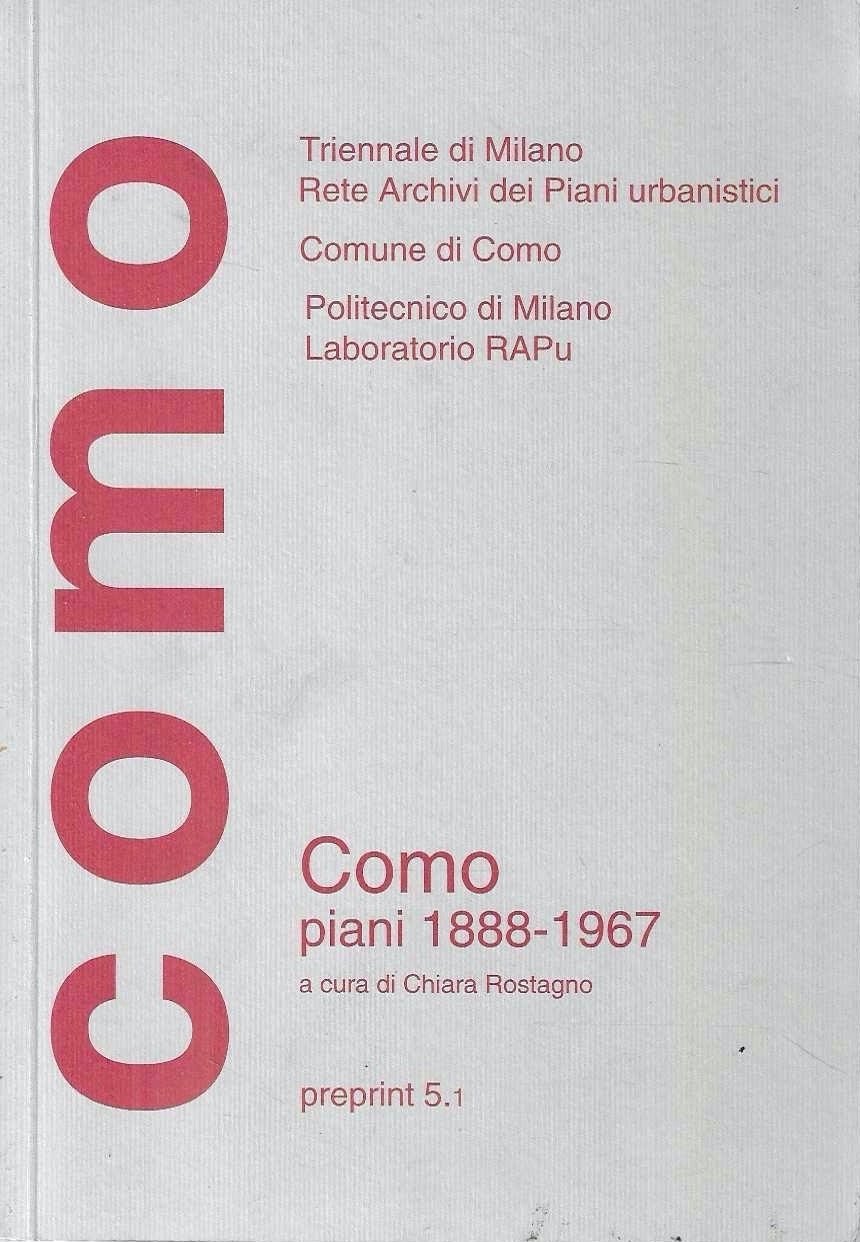 como
Triennale di Milano
Rete Archivi dei Piani urbanistici
Comune di Como
Politecnico di Milano
Laboratorio RAPu
Como
piani 1888-1967
a cura di Chiara Rostagno
preprint 5.1